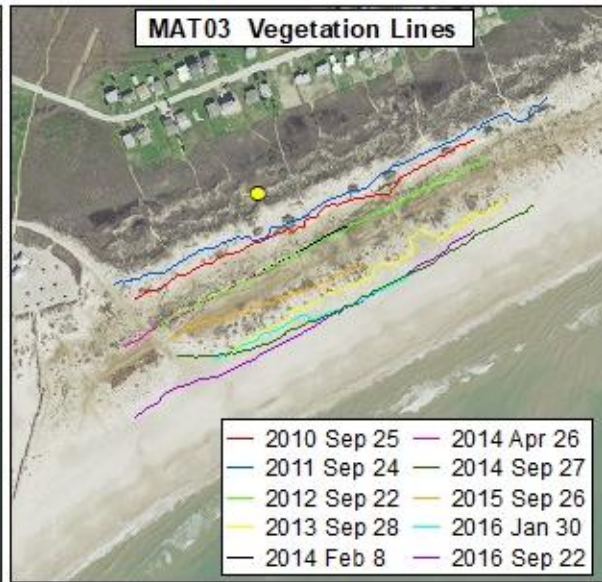 MAT03 Vegetation Lines
2010 Sep 25
2011 Sep 24
2012 Sep 22
2013 Sep 28
2014 Feb 8
2014 Apr 26
2014 Sep 27
2015 Sep 26
2016 Jan 30
2016 Sep 22